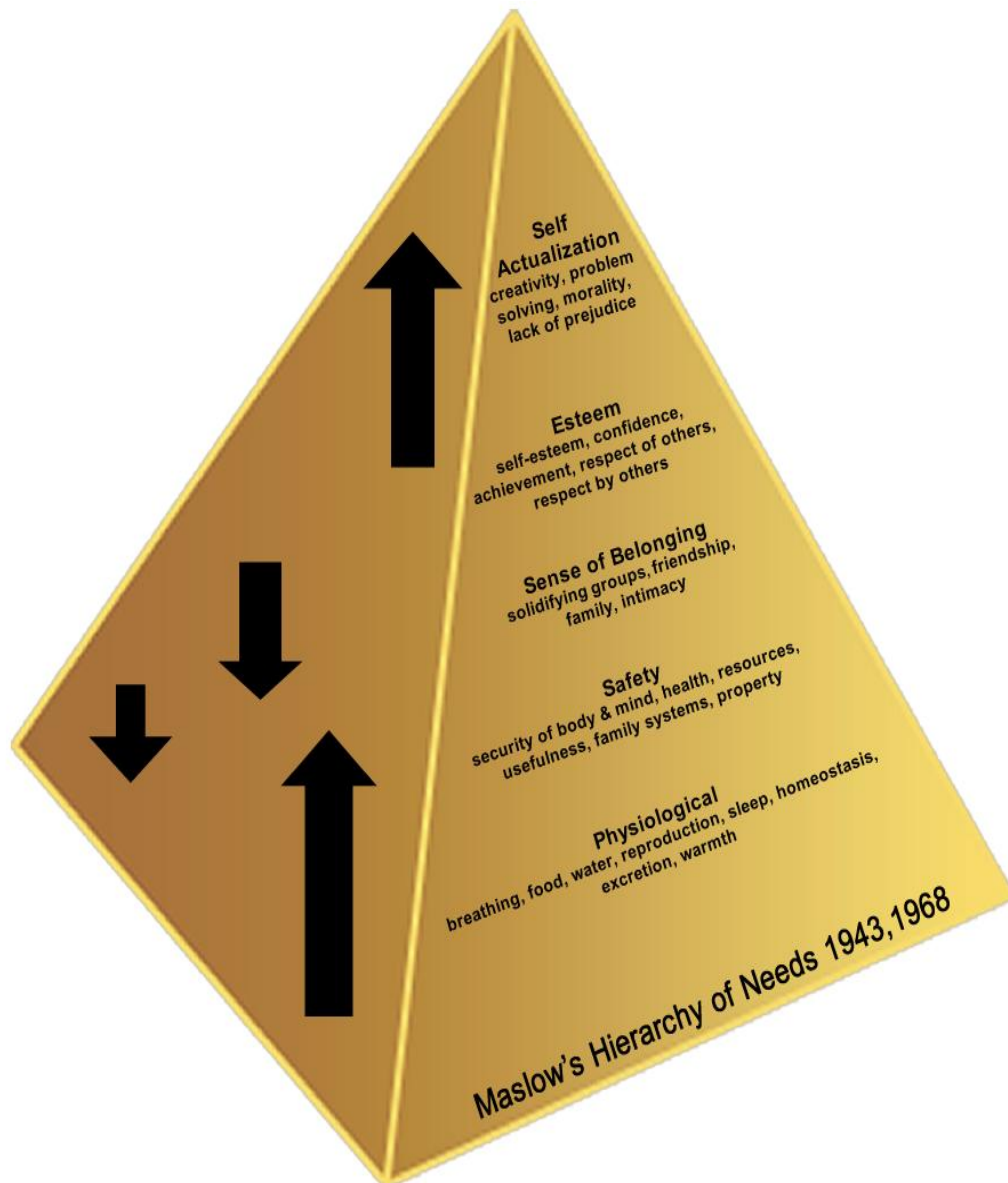 Self
Actualization
creativity, problem
solving, morality,
lack of prejudice
Esteem
self-esteem, confidence,
achievement, respect of others,
respect by others
Sense of Belonging
solidifying groups, friendship,
family, intimacy
Safety
security of body & mind, health, resources,
usefulness, family systems, property
Physiological
breathing, food, water, reproduction, sleep, homeostasis,
excretion, warmth
Maslow's Hierarchy of Needs 1943,1968